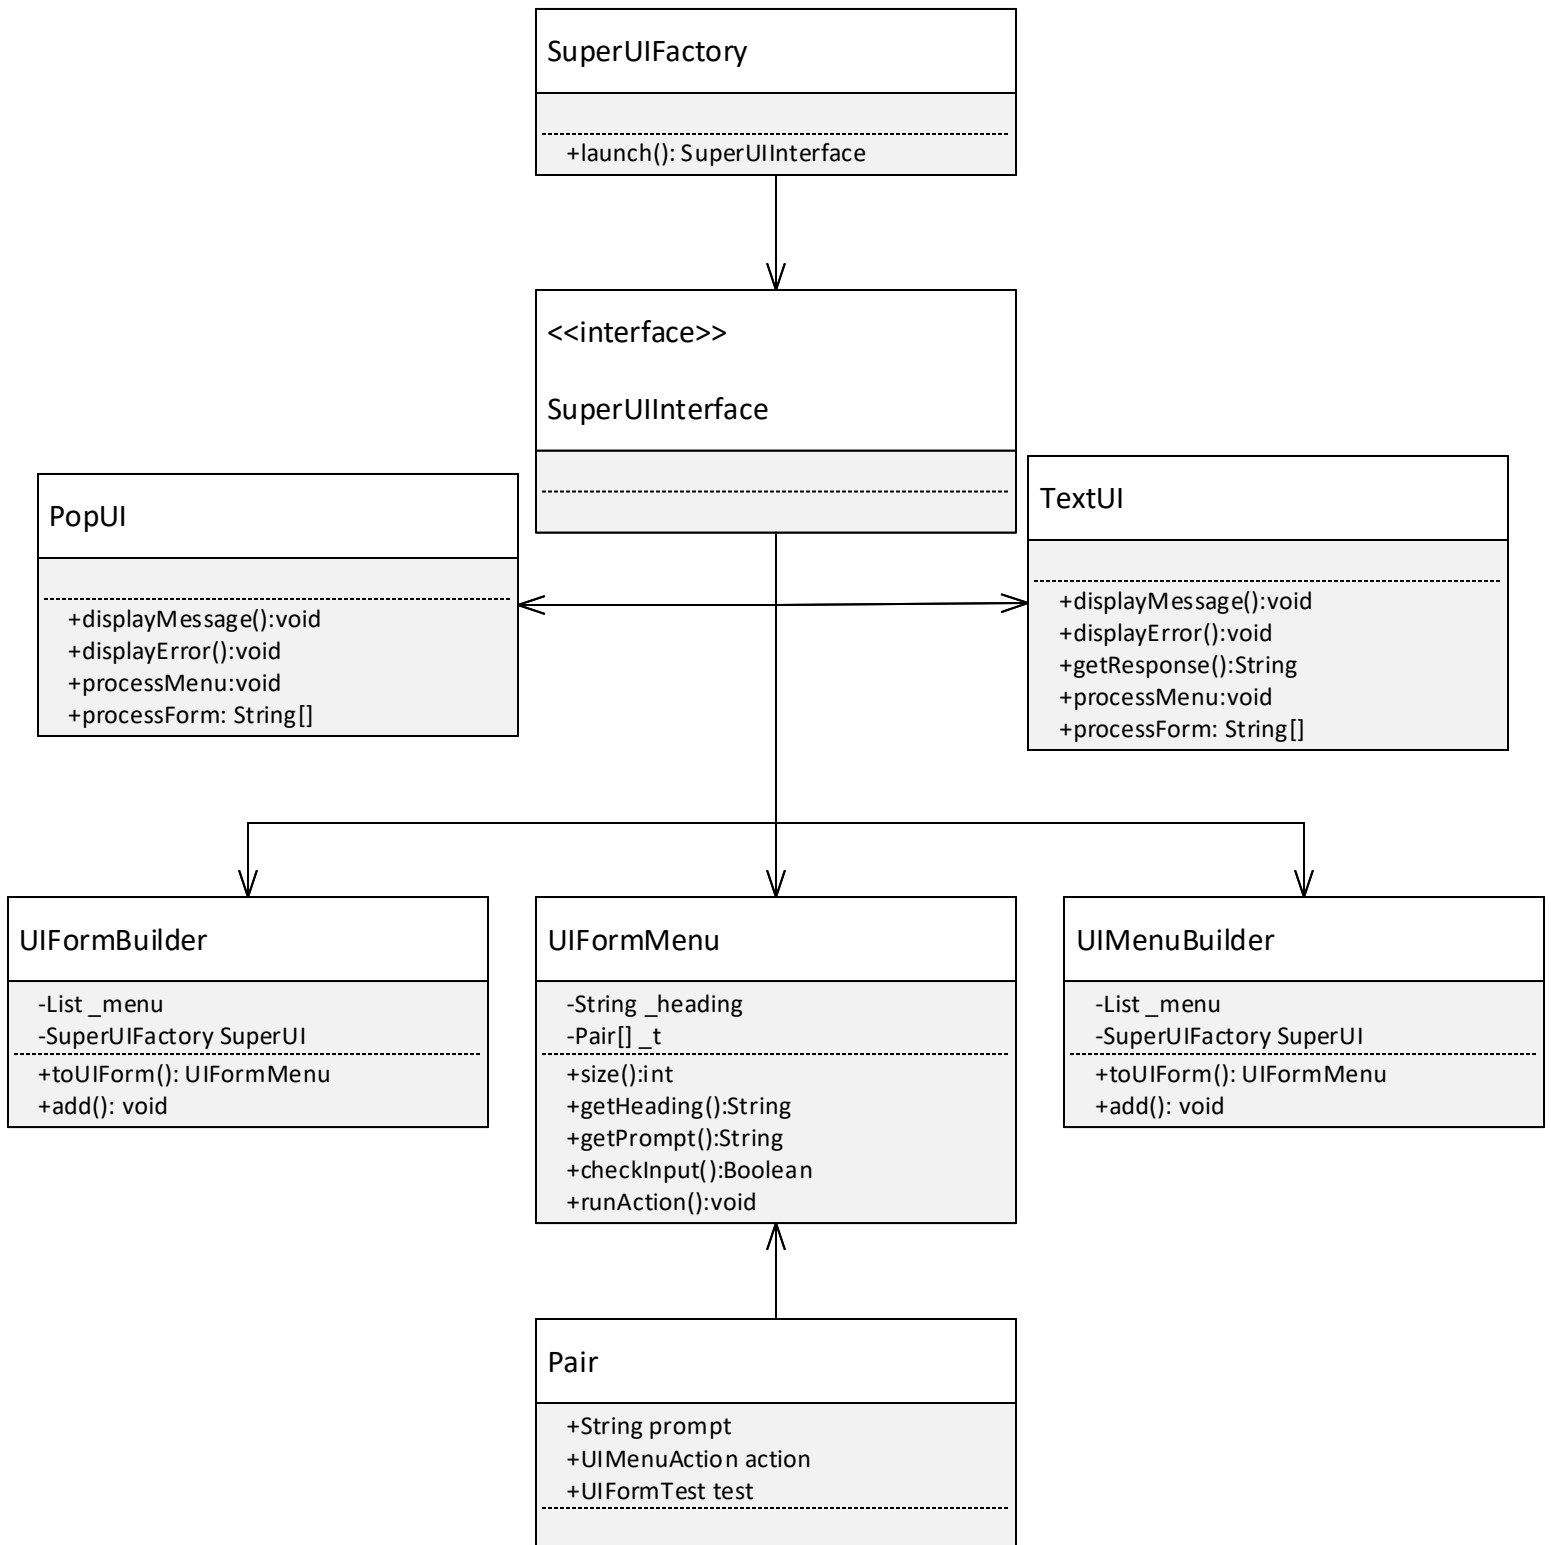 SuperUIFactory
+launch(): SuperUIInterface
<<interface>>
SuperUIInterface
PopUI
+displayMessage():void
+displayError():void
+processMenu:void
+processForm: String[]
TextUI
+displayMessage():void
+displayError():void
+getResponse():String
+processMenu:void
+processForm: String[]
UIFormBuilder
-List _menu
-SuperUIFactory SuperUI
+toUIForm(): UIFormMenu
+add(): void
UIFormMenu
-String _heading
-Pair[] _t
+size():int
+getHeading():String
+getPrompt():String
+checkInput():Boolean
+runAction():void
UIMenuBuilder
-List _menu
-SuperUIFactory SuperUI
+toUIForm(): UIFormMenu
+add(): void
Pair
+String prompt
+UIMenuAction action
+UIFormTest test